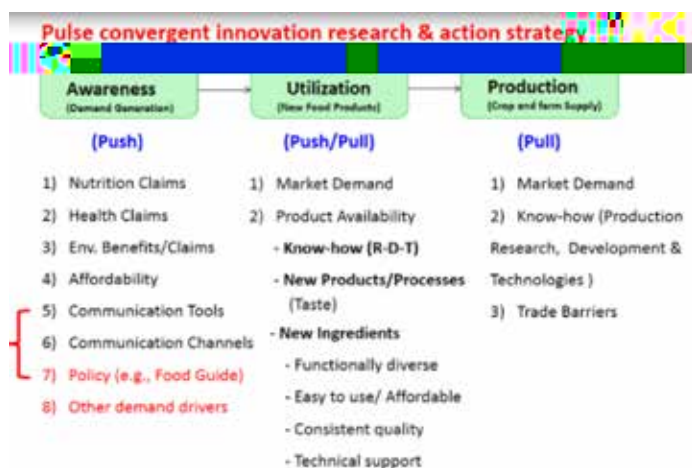 Pulse convergent innovation research & action strategy
Awareness
(Demand Generation)
(Push)
1) Nutrition Claims
2) Health Claims
3) Env. Benefits/Claims
4) Affordability
5) Communication Tools
6) Communication Channels
7) Policy (e.g., Food Guide)
8) Other demand drivers
Utilization
(New Food Products)
(Push/Pull)
1) Market Demand
2) Product Availability
- Know-how (R-D-T)
- New Products/Processes
(Taste)
- New Ingredients
- Functionally diverse
- Easy to use/ Affordable
- Consistent quality
- Technical support
Production
(Crop and farm Supply)
(Pull)
1) Market Demand
2) Know-how (Production
Research, Development &
Technologies )
3) Trade Barriers